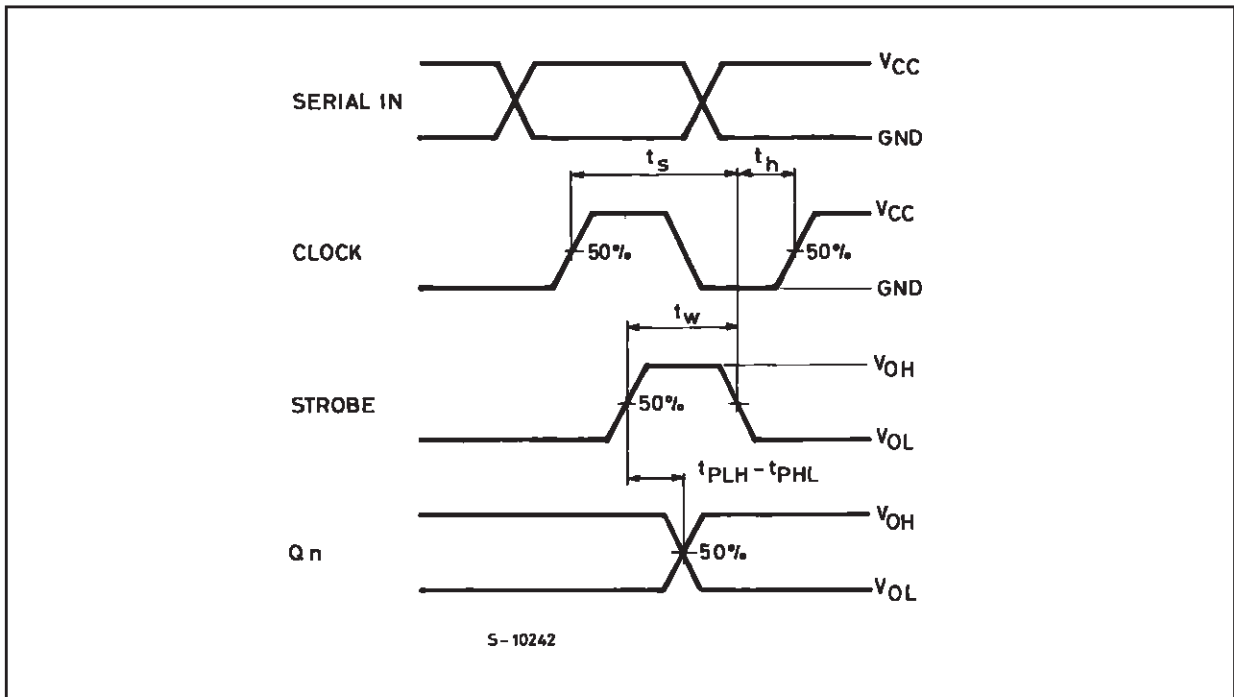 VCC
SERIAL IN
GND
ts
th
VCC
CLOCK
50%
50%
GND
tw
VOH
STROBE
50%
VOL
tPLH - tPHL
VOH
Qn
50%
VOL
S-10242